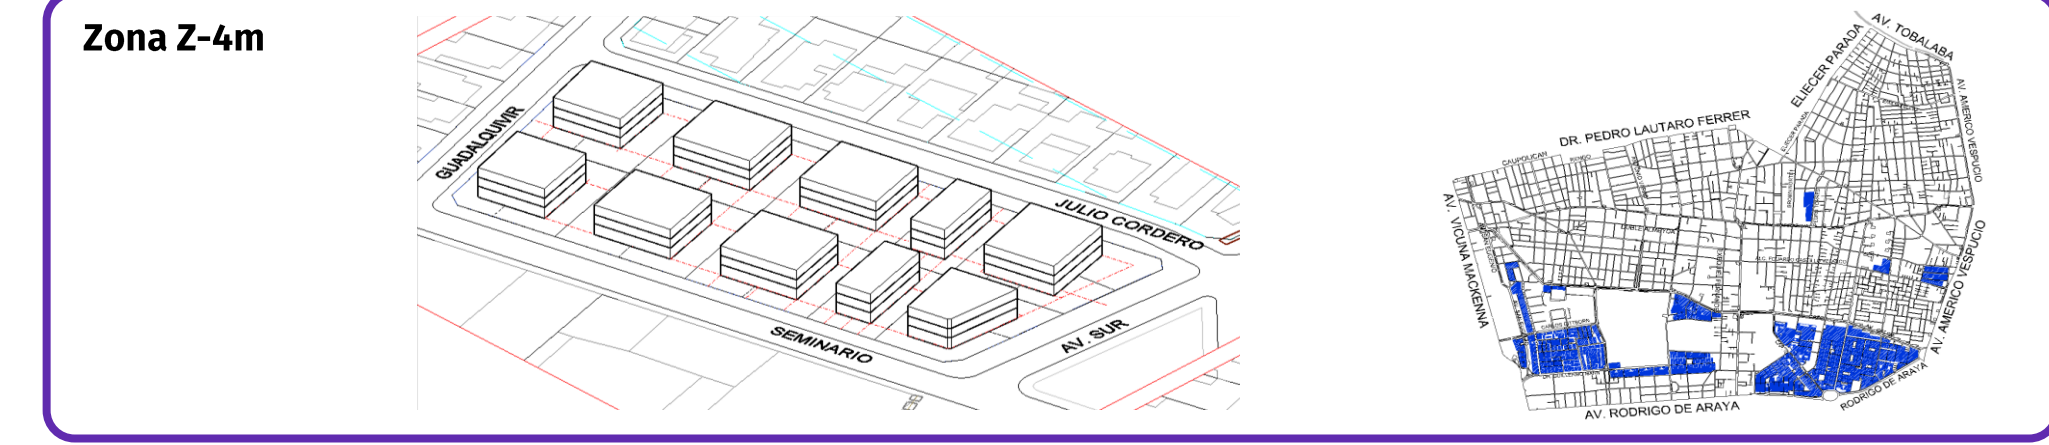 Zona Z-4m
GUADALQUIVIR
JULIO CORDERO
SEMINARIO
AV. SUR
AV. TOBALABA
ELIECER PARADA
AV. AMERICO VESPUCIO
DR. PEDRO LAUTARO FERRER
CAUPOLICAN
AV. VICUÑA MACKENNA
AV. AMERICO VESPUCIO
RODRIGO DE ARAYA
AV. RODRIGO DE ARAYA